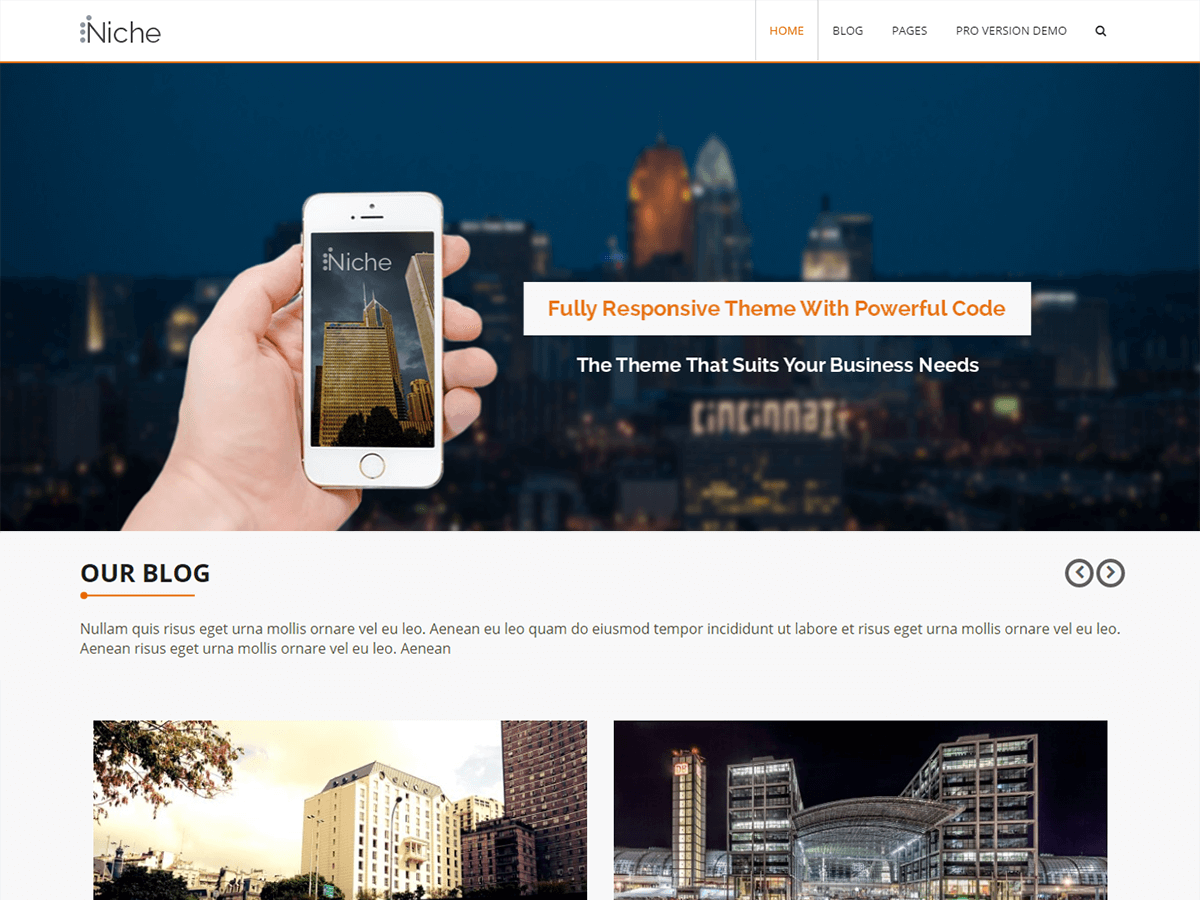 Niche
HOME BLOG PAGES PRO VERSION DEMO
Niche
Fully Responsive Theme With Powerful Code
The Theme That Suits Your Business Needs
cincinnati
OUR BLOG
Nullam quis risus eget urna mollis ornare vel eu leo. Aenean eu leo quam do eiusmod tempor incididunt ut labore et risus eget urna mollis ornare vel eu leo.
Aenean risus eget urna mollis ornare vel eu leo. Aenean